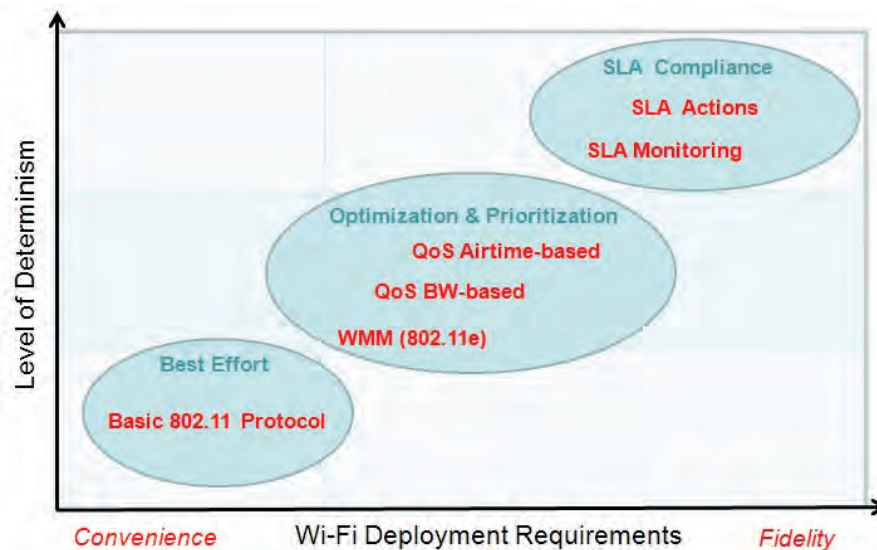 Level of Determinism
SLA Compliance
SLA Actions
SLA Monitoring
Optimization & Prioritization
QoS Airtime-based
QoS BW-based
WMM (802.11e)
Best Effort
Basic 802.11 Protocol
Convenience
Wi-Fi Deployment Requirements
Fidelity